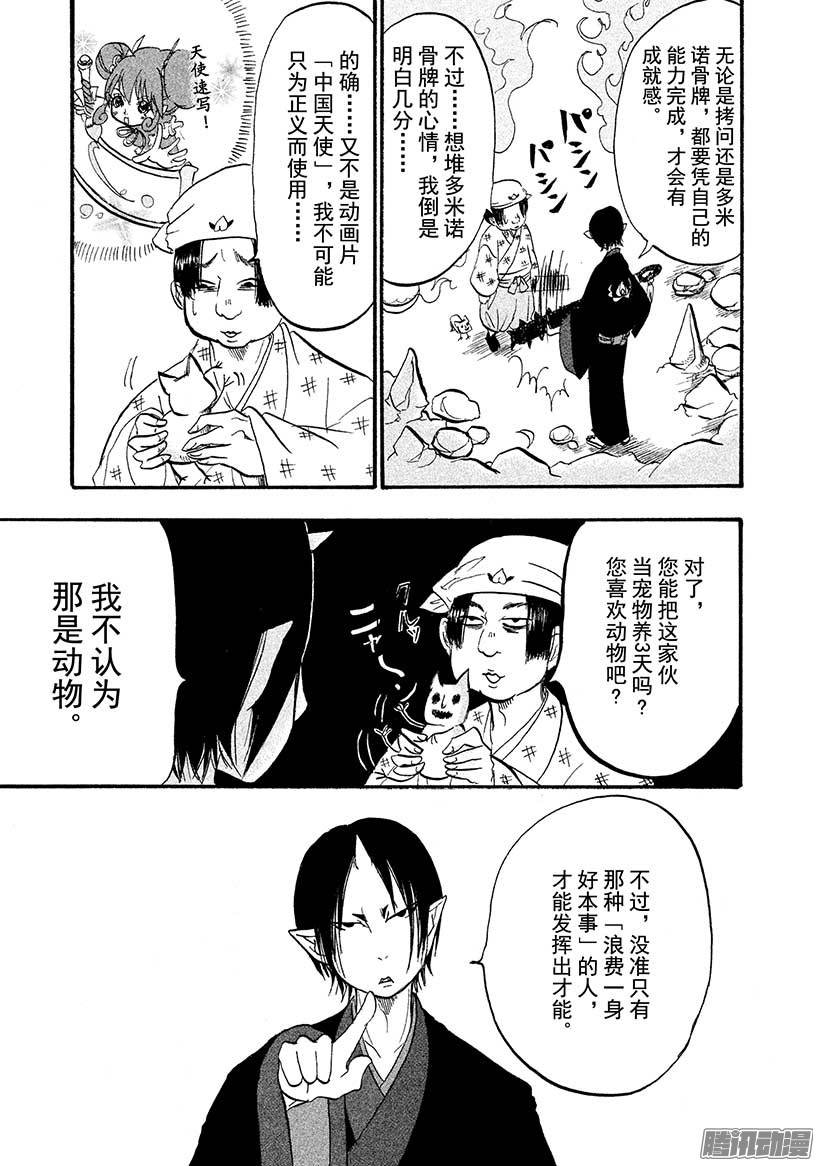 无论是拷问还是多米
诺骨牌，都要凭自己的
能力完成，才会有
成就感。
パシン
パシン
不过……想堆多米诺
骨牌的心情，我倒是
明白几分……
的确……又不是动画片
「中国天使」，我不可能
只为正义而使用……
天使速写！
对了，
您能把这家伙
当宠物养3天吗？
您喜欢动物吧？
我不认为
那是动物。
不过，没准只有
那种「浪费一身
好本事」的人，
才能发挥出才能。
腾讯动漫